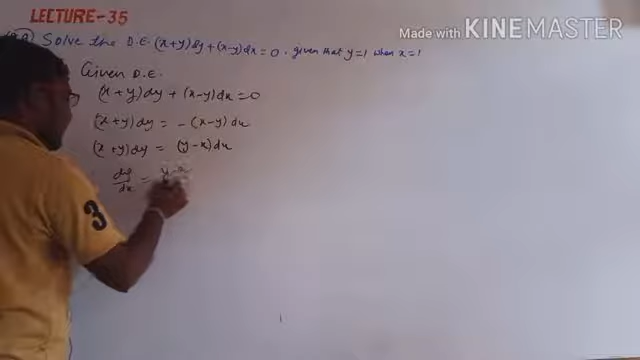 LECTURE-35
Made with KINEMASTER
Solve the D.E. (x+y)dy+(x-y)dx=0. given that y=1 when x=1
Given D.E.
(x+y)dy + (x-y)dx=0
(x+y)dy = -(x-y)dx
(x+y)dy = (y-x)dx
dy/dx = y-x
3